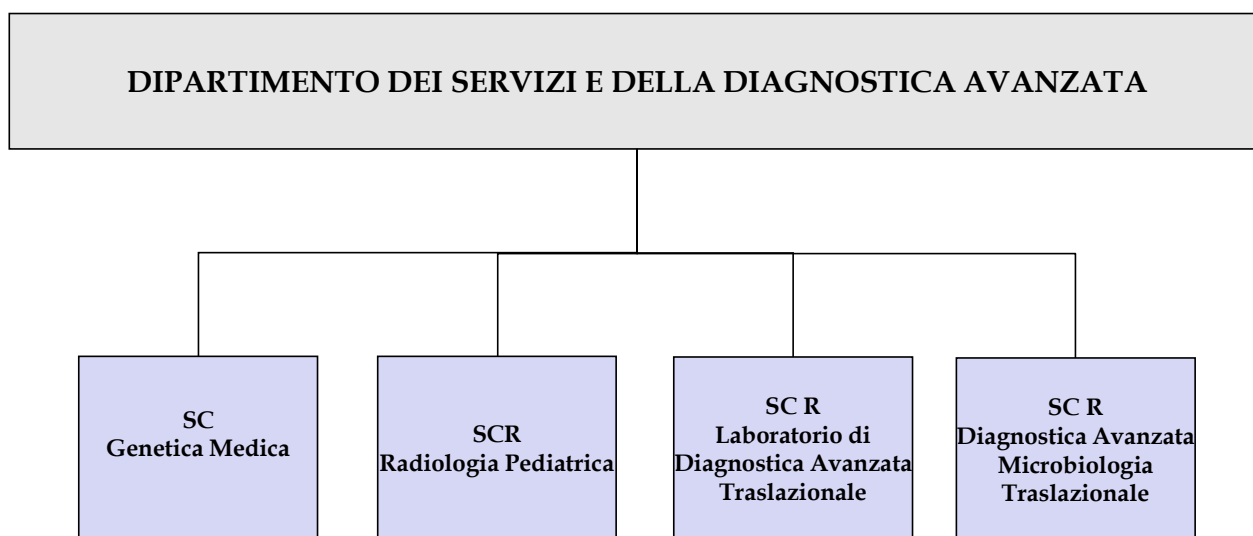 DIPARTIMENTO DEI SERVIZI E DELLA DIAGNOSTICA AVANZATA
SC
Genetica Medica
SCR
Radiologia Pediatrica
SC R
Laboratorio di
Diagnostica Avanzata
Traslazionale
SC R
Diagnostica Avanzata
Microbiologia
Traslazionale